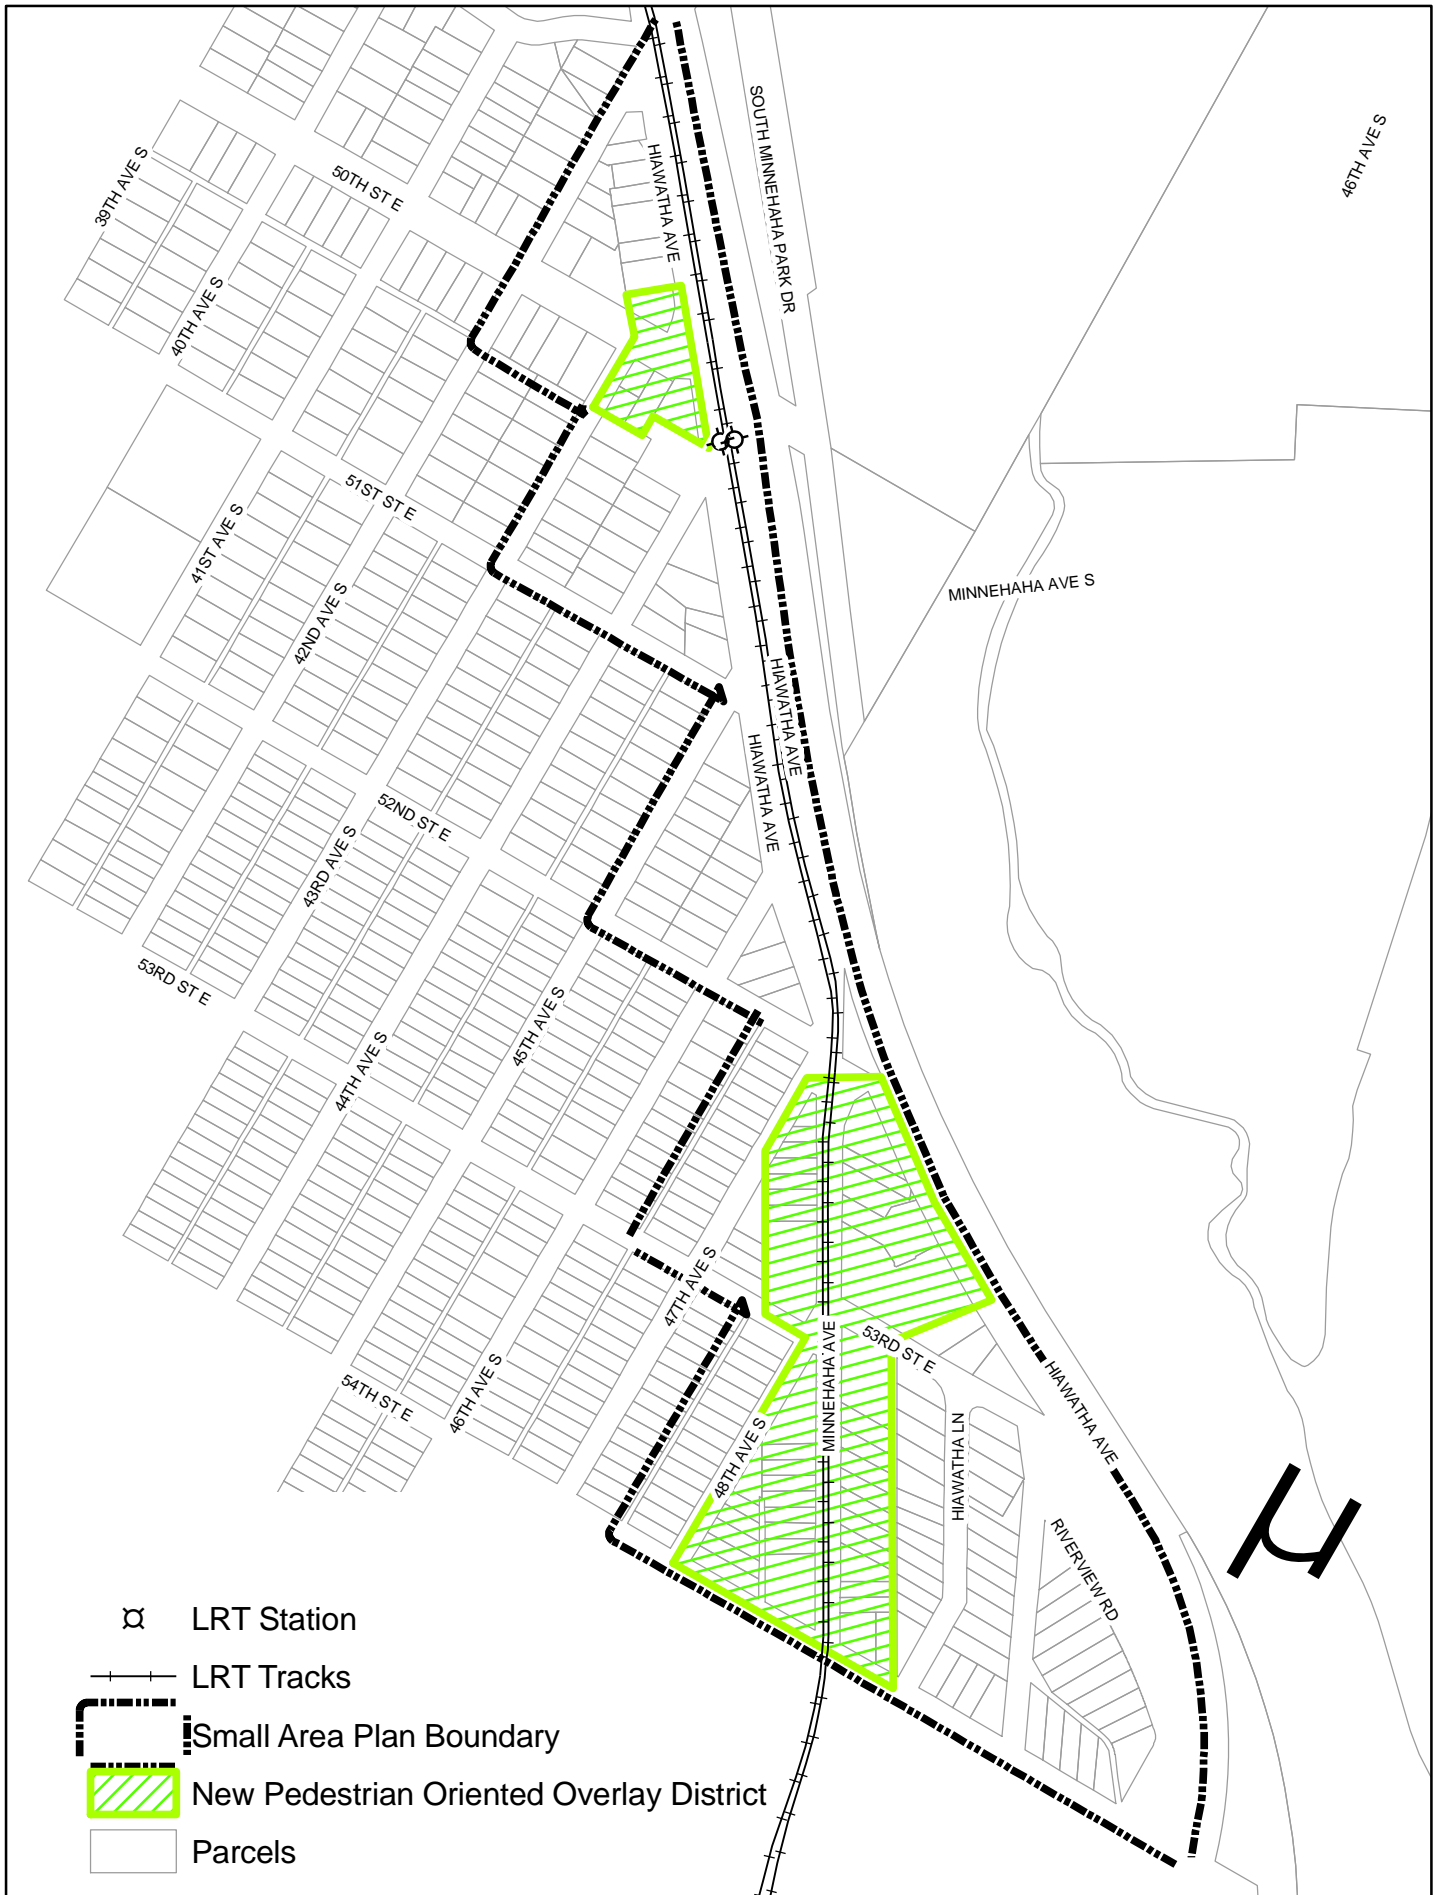 SOUTH MINNEHAHA PARK DR
46TH AVE S
HIAWATHA AVE
39TH AVE S
50TH ST E
40TH AVE S
51ST ST E
41ST AVE S
MINNEHAHA AVE S
42ND AVE S
HIAWATHA AVE
HIAWATHA AVE
52ND ST E
43RD AVE S
53RD ST E
45TH AVE S
44TH AVE S
47TH AVE S
53RD ST E
MINNEHAHA AVE
46TH AVE S
54TH ST E
HIAWATHA AVE
48TH AVE S
HIAWATHA LN
RIVERVIEW RD
µ
LRT Station
LRT Tracks
Small Area Plan Boundary
New Pedestrian Oriented Overlay District
Parcels